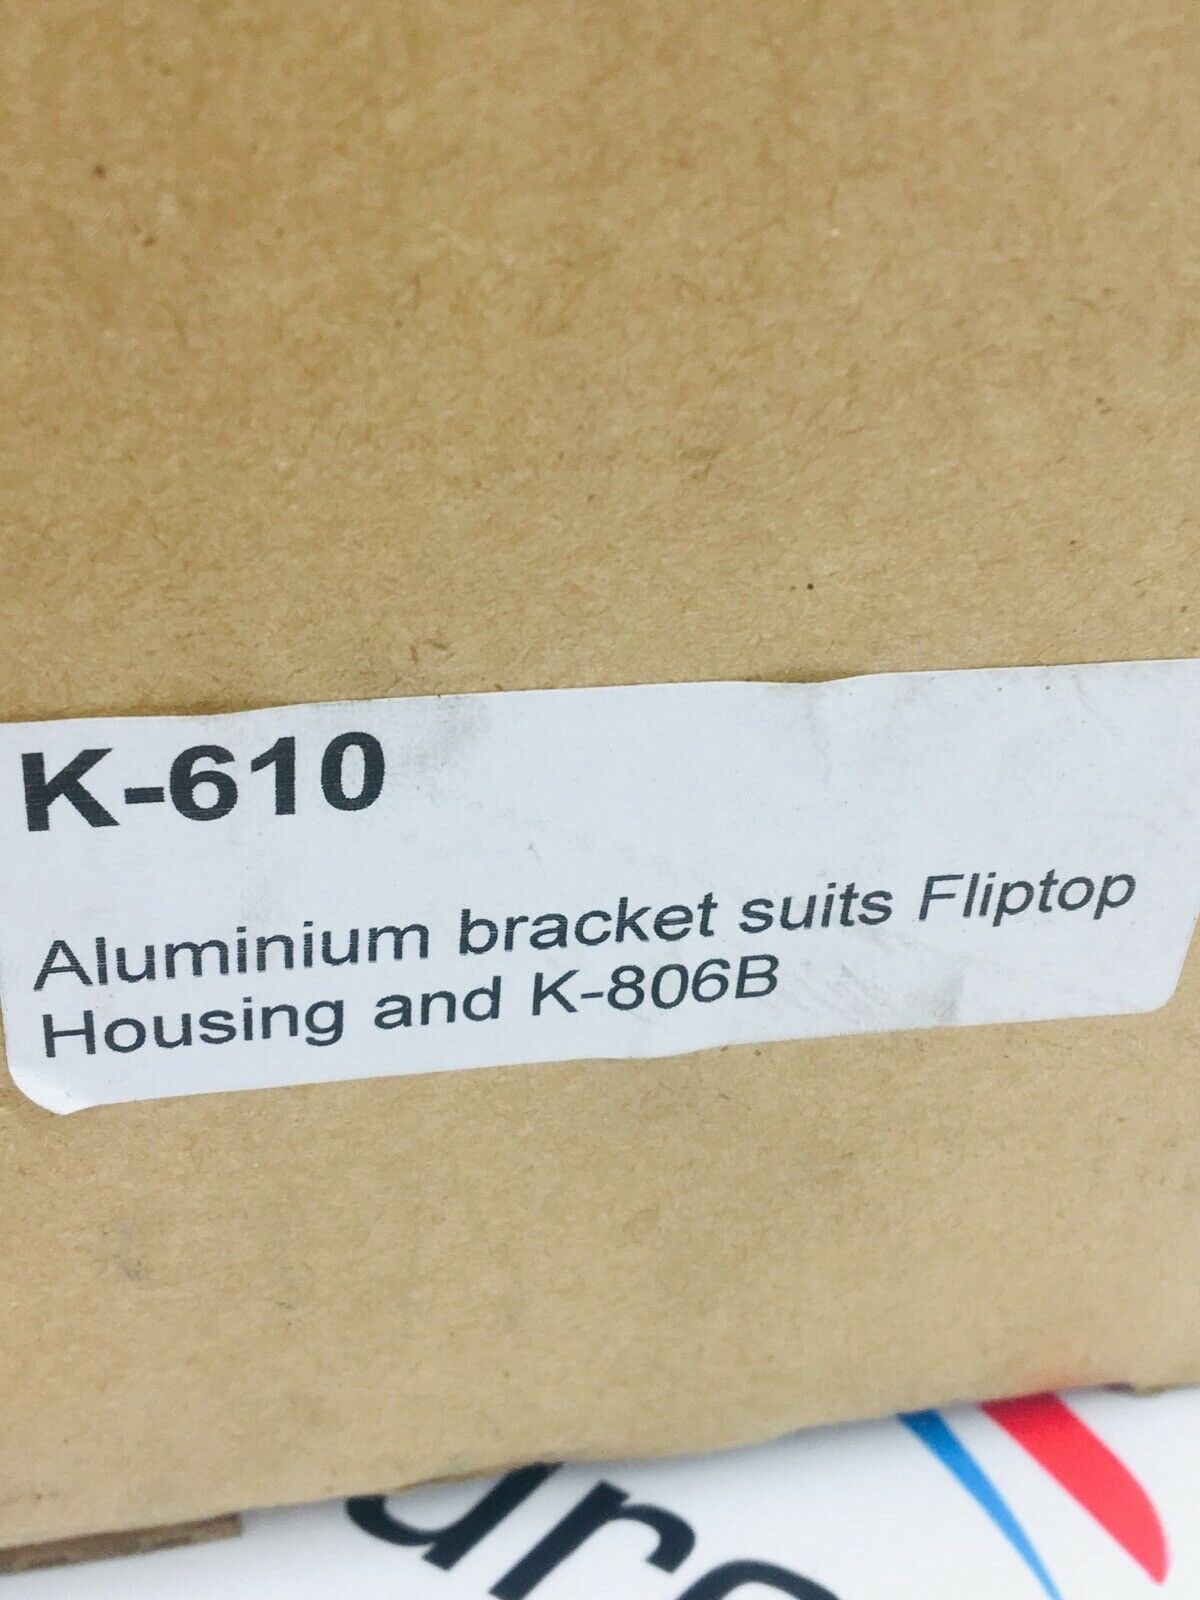 K-610
Aluminium bracket suits Fliptop
Housing and K-806B